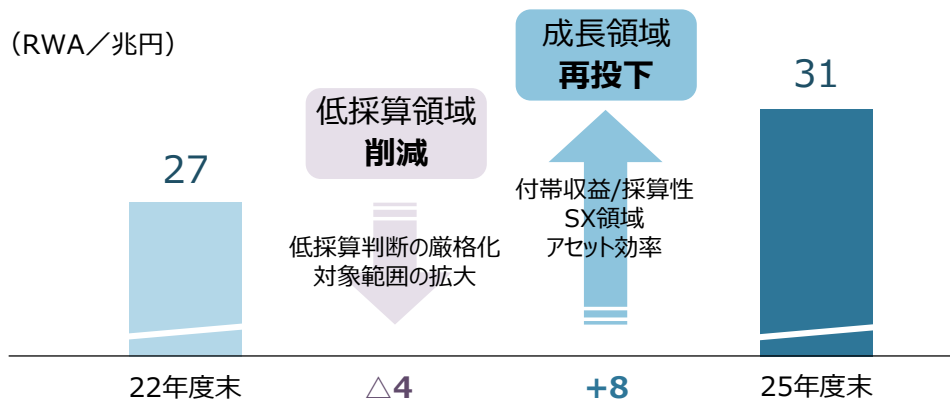 （RWA／兆円）
27
低採算領域
削減
低採算判断の厳格化
対象範囲の拡大
成長領域
再投下
付帯収益/採算性
SX領域
アセット効率
31
22年度末
△4
+8
25年度末